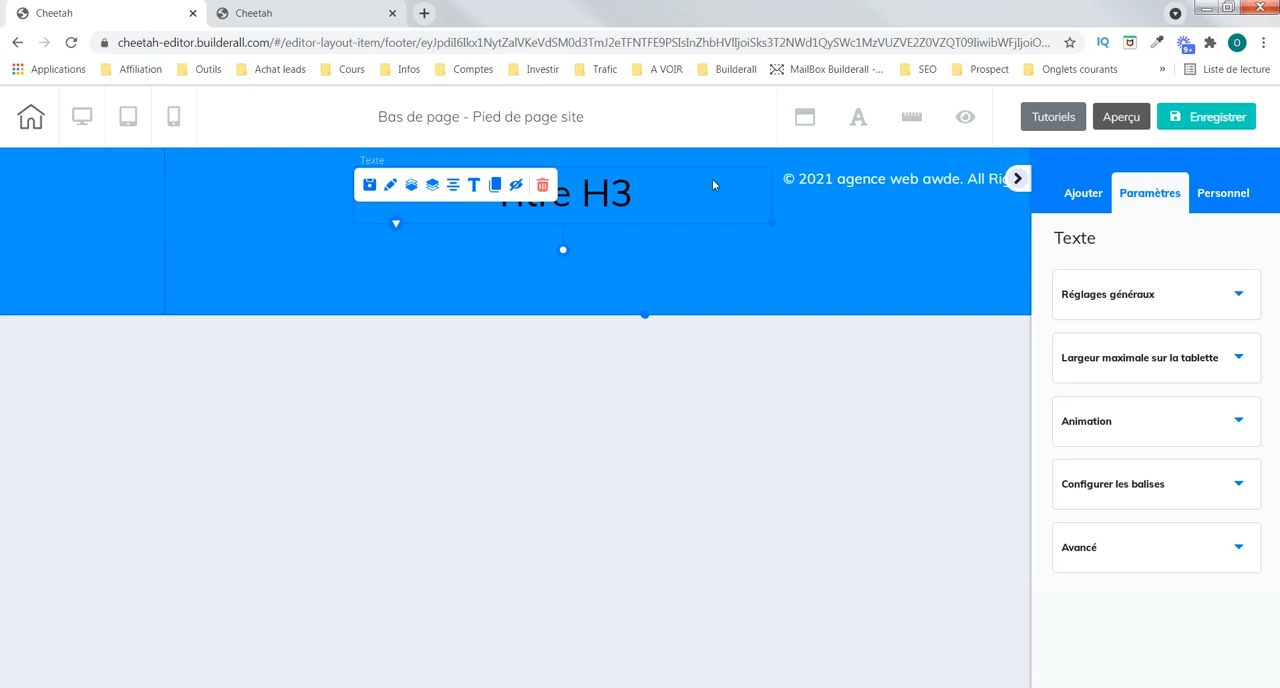 Cheetah
Cheetah
cheetah-editor.builderall.com/#/editor-layout-item/footer/eyJpdiI6Ikx1NytZalVKeVdSM0d3TmJ2eTFNTFE9PSIsInZhbHVlIjoiSks3T2NWd1QySWc1MzVUZVE2Z0VZQT09IiwibWFjIjoiO...
IQ
9+
O
Applications
Affiliation
Outils
Achat leads
Cours
Infos
Comptes
Investir
Trafic
A VOIR
Builderall
MailBox Builderall -...
SEO
Prospect
Onglets courants
»
Liste de lecture
Bas de page - Pied de page site
Tutoriels
Aperçu
Enregistrer
Texte
Titre H3
© 2021 agence web awde. All Rig
Ajouter
Paramètres
Personnel
Texte
Réglages généraux
Largeur maximale sur la tablette
Animation
Configurer les balises
Avancé